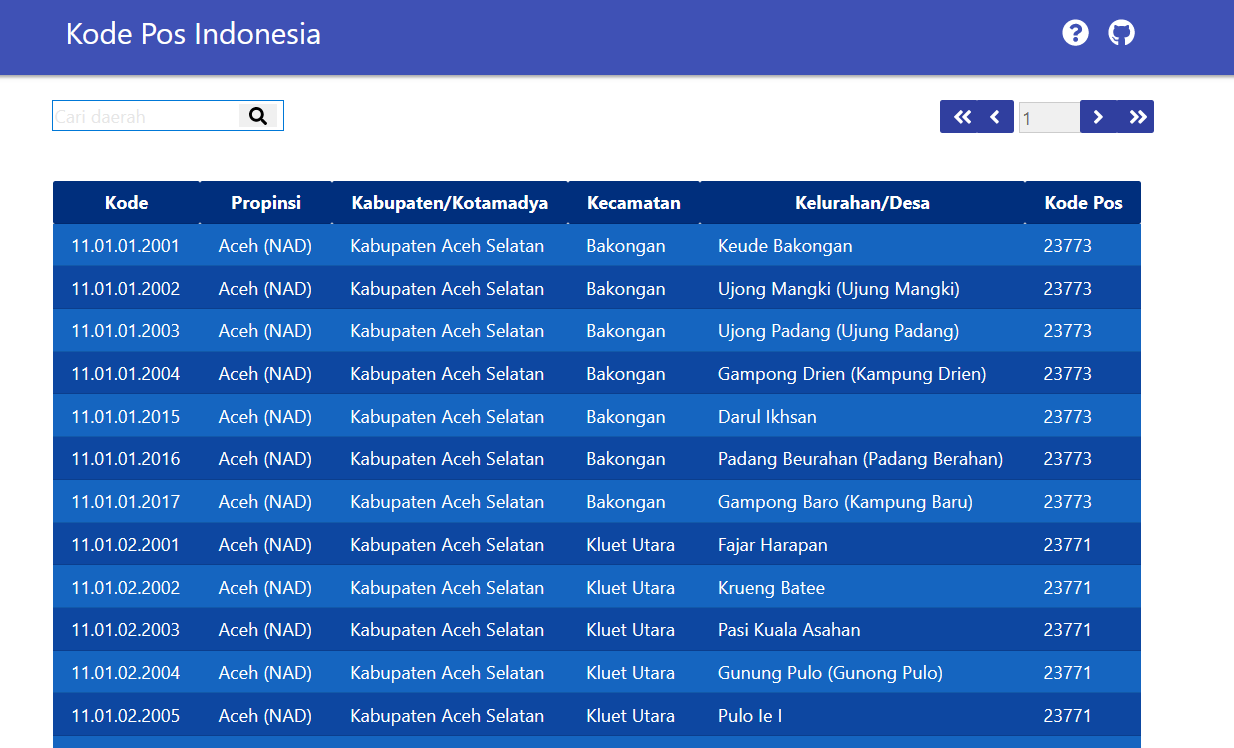 Kode Pos Indonesia
Cari daerah
1
Kode Propinsi Kabupaten/Kotamadya Kecamatan Kelurahan/Desa Kode Pos
11.01.01.2001 Aceh (NAD) Kabupaten Aceh Selatan Bakongan Keude Bakongan 23773
11.01.01.2002 Aceh (NAD) Kabupaten Aceh Selatan Bakongan Ujong Mangki (Ujung Mangki) 23773
11.01.01.2003 Aceh (NAD) Kabupaten Aceh Selatan Bakongan Ujong Padang (Ujung Padang) 23773
11.01.01.2004 Aceh (NAD) Kabupaten Aceh Selatan Bakongan Gampong Drien (Kampung Drien) 23773
11.01.01.2015 Aceh (NAD) Kabupaten Aceh Selatan Bakongan Darul Ikhsan 23773
11.01.01.2016 Aceh (NAD) Kabupaten Aceh Selatan Bakongan Padang Beurahan (Padang Berahan) 23773
11.01.01.2017 Aceh (NAD) Kabupaten Aceh Selatan Bakongan Gampong Baro (Kampung Baru) 23773
11.01.02.2001 Aceh (NAD) Kabupaten Aceh Selatan Kluet Utara Fajar Harapan 23771
11.01.02.2002 Aceh (NAD) Kabupaten Aceh Selatan Kluet Utara Krueng Batee 23771
11.01.02.2003 Aceh (NAD) Kabupaten Aceh Selatan Kluet Utara Pasi Kuala Asahan 23771
11.01.02.2004 Aceh (NAD) Kabupaten Aceh Selatan Kluet Utara Gunung Pulo (Gunong Pulo) 23771
11.01.02.2005 Aceh (NAD) Kabupaten Aceh Selatan Kluet Utara Pulo Ie I 23771